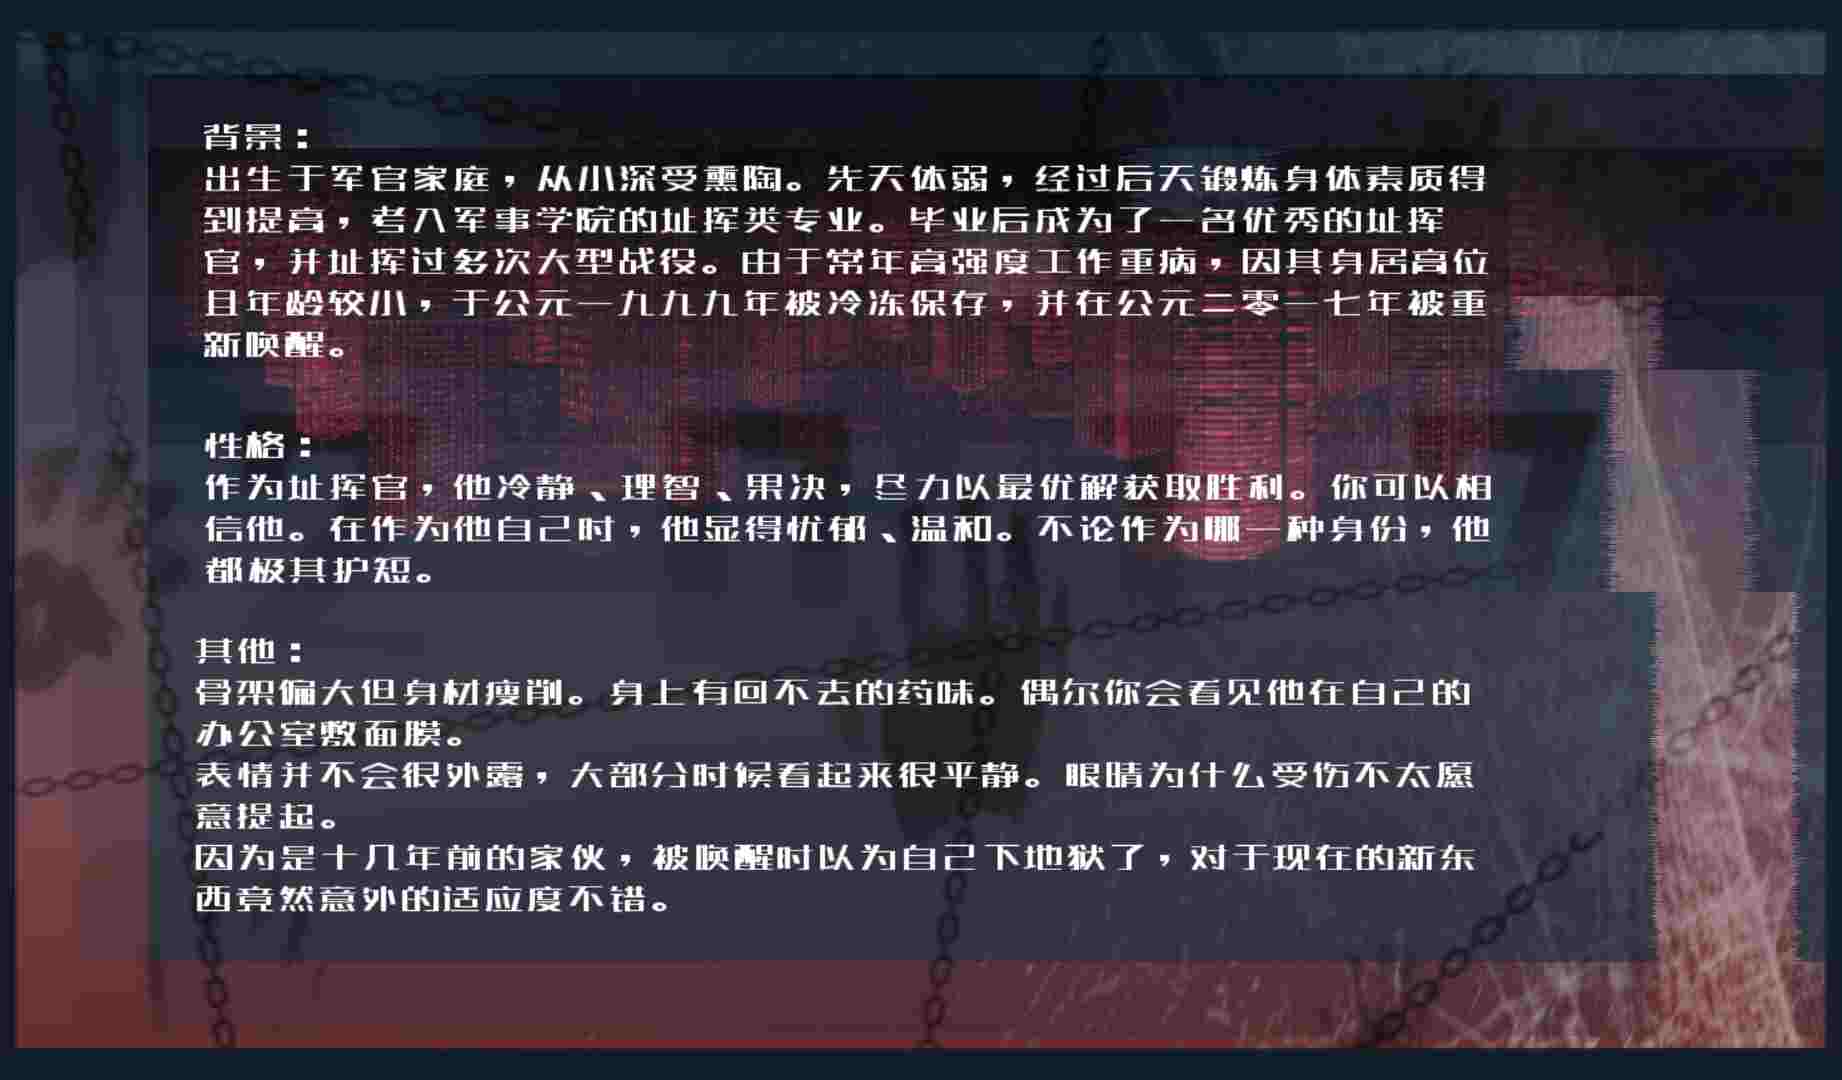 背景：
出生于军官家庭，从小深受熏陶。先天体弱，经过后天锻炼身体素质得
到提高，考入军事学院的址挥类专业。毕业后成为了一名优秀的址挥
官，并址挥过多次大型战役。由于常年高强度工作重病，因其身居高位
且年龄较小，于公元一九九九年被冷冻保存，并在公元二零一七年被重
新唤醒。
性格：
作为址挥官，他冷静、理智、果决，尽力以最优解获取胜利。你可以相
信他。在作为他自己时，他显得忧郁、温和。不论作为哪一种身份，他
都极其护短。
其他：
骨架偏大但身材瘦削。身上有回不去的药味。偶尔你会看见他在自己的
办公室敷面膜。
表情并不会很外露，大部分时候看起来很平静。眼睛为什么受伤不太愿
意提起。
因为是十几年前的家伙，被唤醒时以为自己下地狱了，对于现在的新东
西竟然意外的适应度不错。